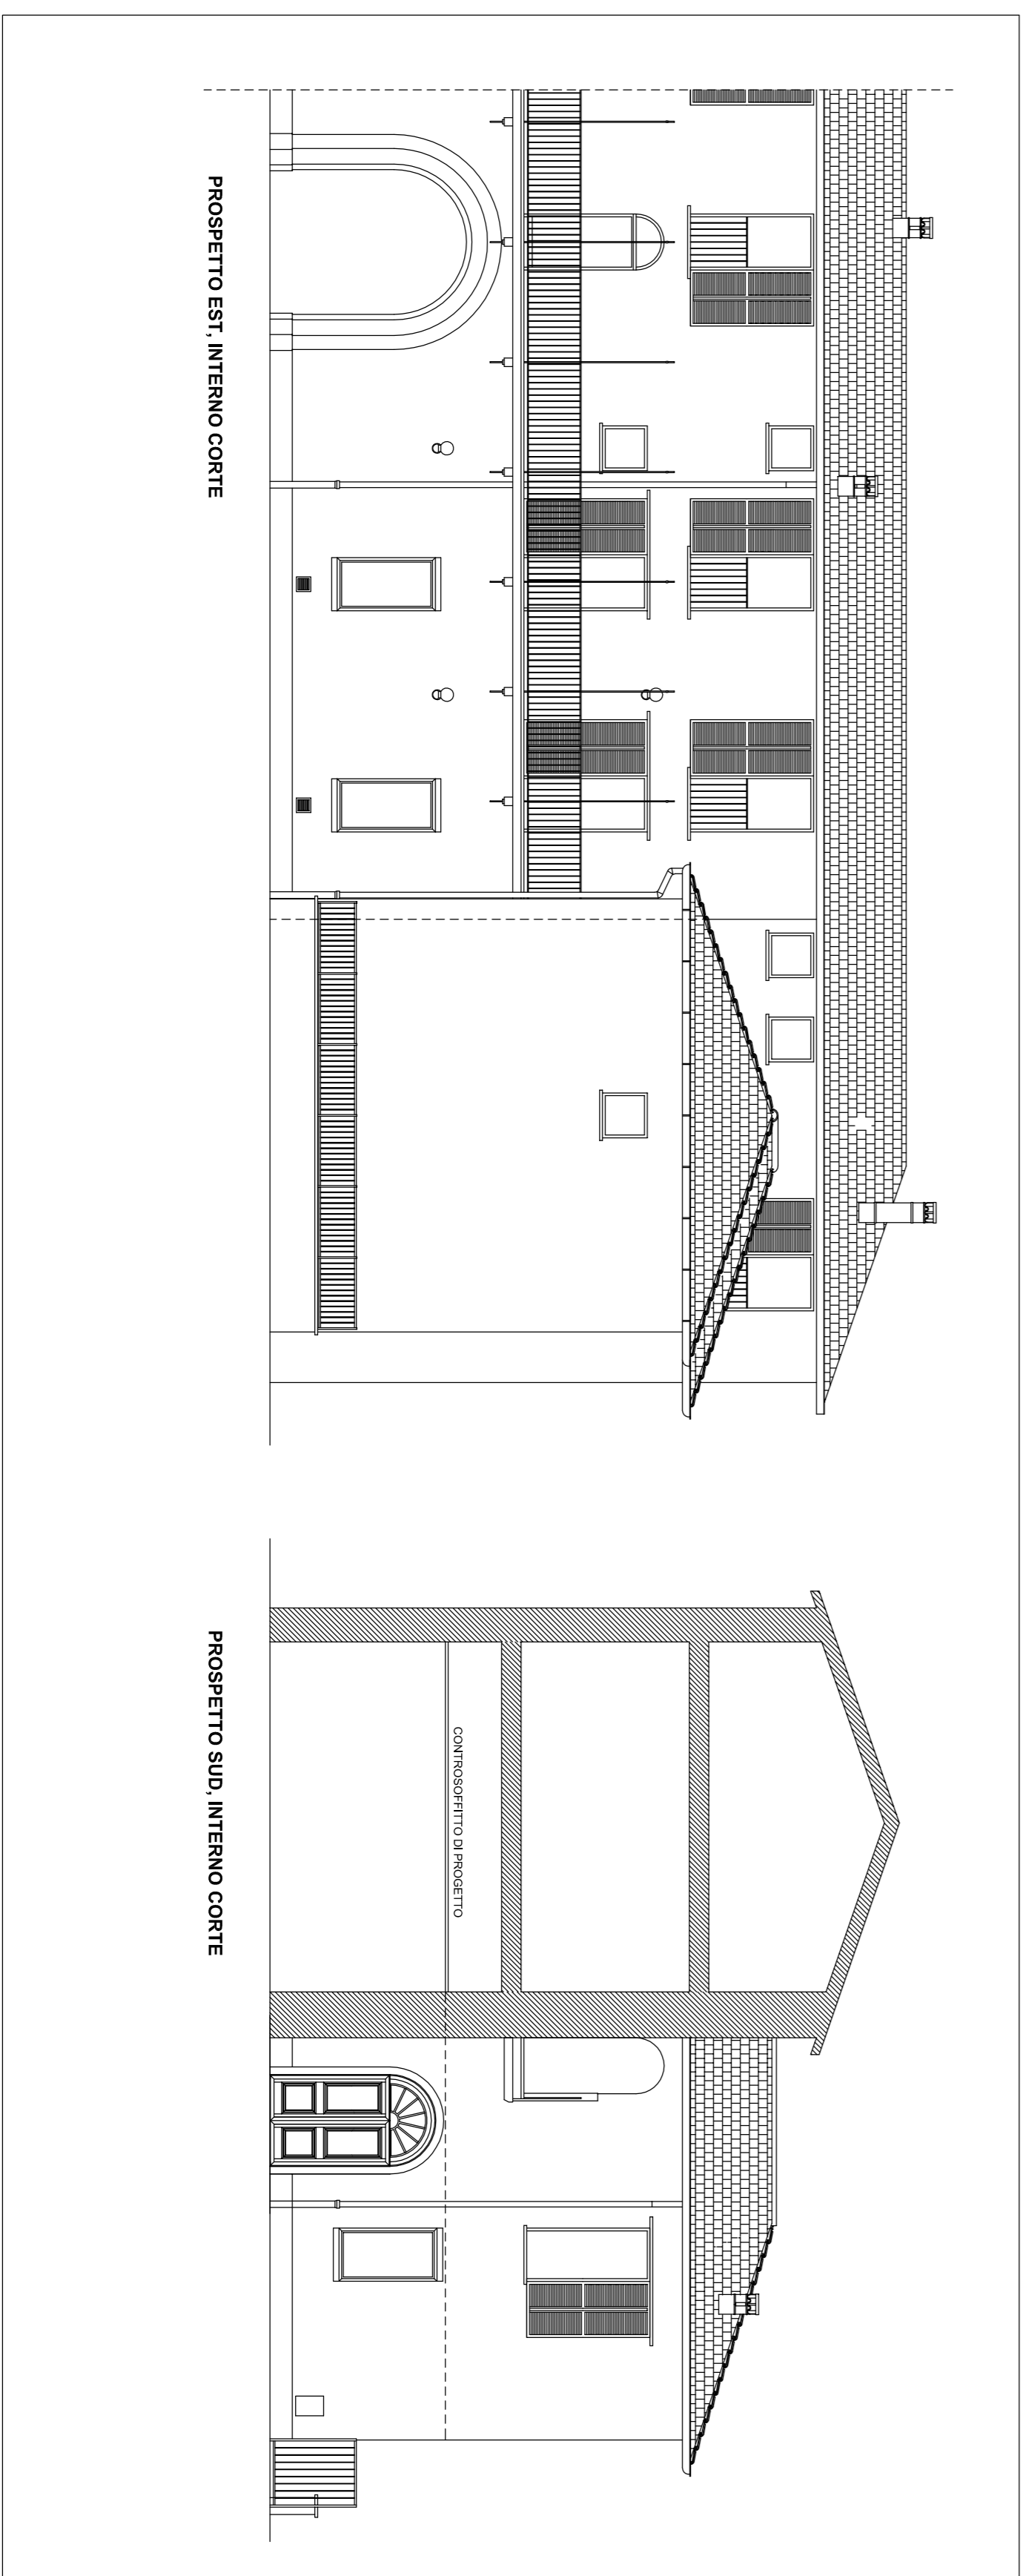 PROSPETTO EST, INTERNO CORTE
CONTROSOFFITTO DI PROGETTO
PROSPETTO SUD, INTERNO CORTE